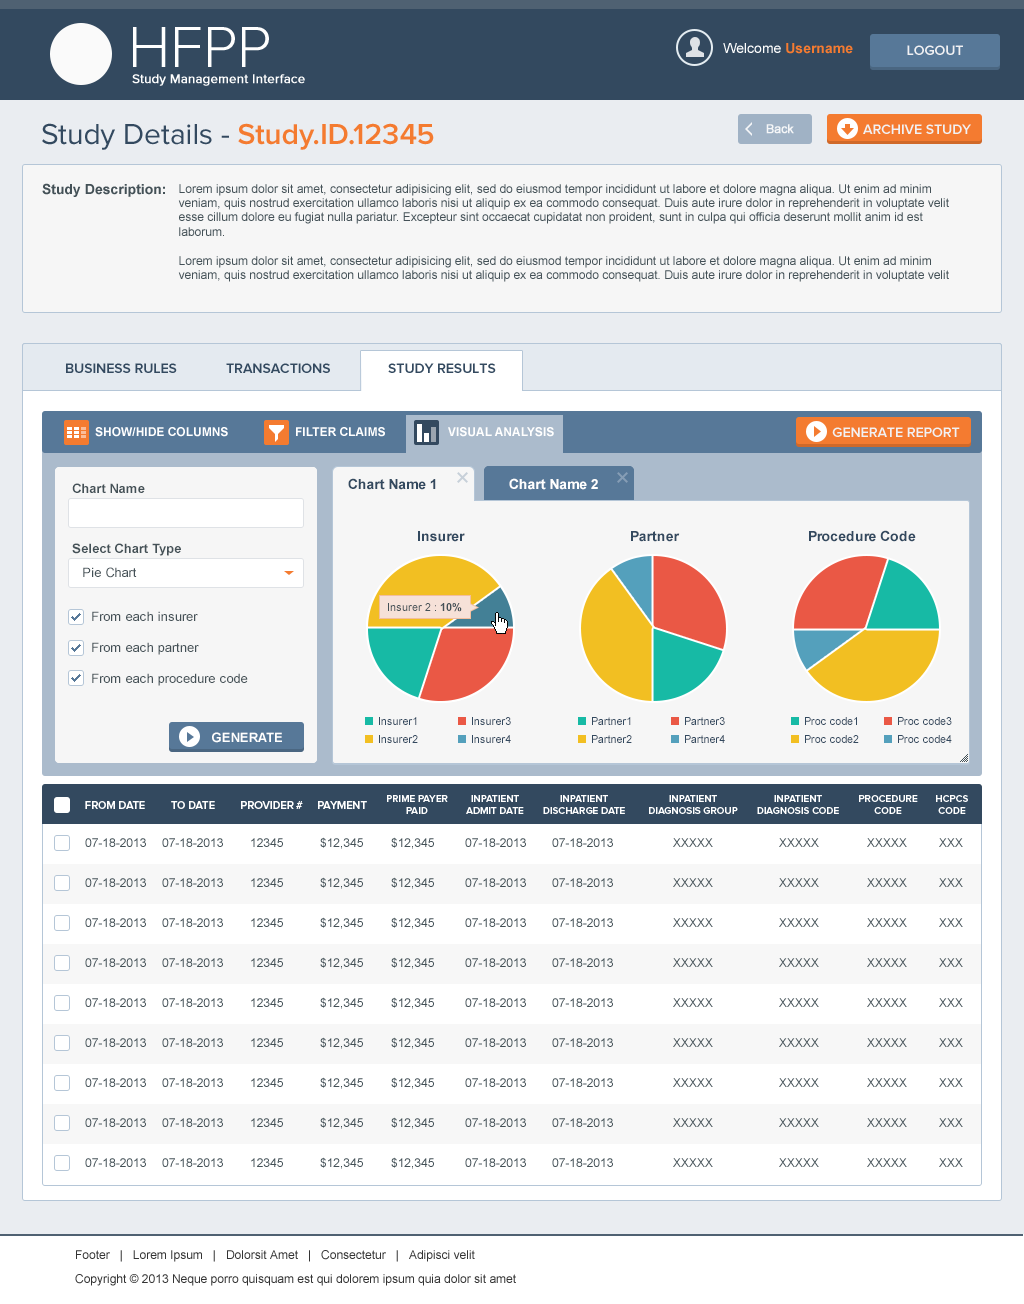 HFPP
Study Management Interface
Welcome Username
LOGOUT
Study Details - Study.ID.12345
Back
ARCHIVE STUDY
Study Description:
Lorem ipsum dolor sit amet, consectetur adipisicing elit, sed do eiusmod tempor incididunt ut labore et dolore magna aliqua. Ut enim ad minim
veniam, quis nostrud exercitation ullamco laboris nisi ut aliquip ex ea commodo consequat. Duis aute irure dolor in reprehenderit in voluptate velit
esse cillum dolore eu fugiat nulla pariatur. Excepteur sint occaecat cupidatat non proident, sunt in culpa qui officia deserunt mollit anim id est
laborum.
Lorem ipsum dolor sit amet, consectetur adipisicing elit, sed do eiusmod tempor incididunt ut labore et dolore magna aliqua. Ut enim ad minim
veniam, quis nostrud exercitation ullamco laboris nisi ut aliquip ex ea commodo consequat. Duis aute irure dolor in reprehenderit in voluptate velit
BUSINESS RULES
TRANSACTIONS
STUDY RESULTS
SHOW/HIDE COLUMNS
FILTER CLAIMS
VISUAL ANALYSIS
GENERATE REPORT
Chart Name
Select Chart Type
Pie Chart
From each insurer
From each partner
From each procedure code
GENERATE
Chart Name 1
Chart Name 2
Insurer
Insurer 2 : 10%
Insurer1
Insurer3
Insurer2
Insurer4
Partner
Partner1
Partner3
Partner2
Partner4
Procedure Code
Proc code1
Proc code3
Proc code2
Proc code4
FROM DATE TO DATE PROVIDER # PAYMENT PRIME PAYER PAID INPATIENT ADMIT DATE INPATIENT DISCHARGE DATE INPATIENT DIAGNOSIS GROUP INPATIENT DIAGNOSIS CODE PROCEDURE CODE HCPCS CODE
07-18-2013 07-18-2013 12345 $12,345 $12,345 07-18-2013 07-18-2013 XXXXX XXXXX XXXXX XXX
07-18-2013 07-18-2013 12345 $12,345 $12,345 07-18-2013 07-18-2013 XXXXX XXXXX XXXXX XXX
07-18-2013 07-18-2013 12345 $12,345 $12,345 07-18-2013 07-18-2013 XXXXX XXXXX XXXXX XXX
07-18-2013 07-18-2013 12345 $12,345 $12,345 07-18-2013 07-18-2013 XXXXX XXXXX XXXXX XXX
07-18-2013 07-18-2013 12345 $12,345 $12,345 07-18-2013 07-18-2013 XXXXX XXXXX XXXXX XXX
07-18-2013 07-18-2013 12345 $12,345 $12,345 07-18-2013 07-18-2013 XXXXX XXXXX XXXXX XXX
07-18-2013 07-18-2013 12345 $12,345 $12,345 07-18-2013 07-18-2013 XXXXX XXXXX XXXXX XXX
07-18-2013 07-18-2013 12345 $12,345 $12,345 07-18-2013 07-18-2013 XXXXX XXXXX XXXXX XXX
07-18-2013 07-18-2013 12345 $12,345 $12,345 07-18-2013 07-18-2013 XXXXX XXXXX XXXXX XXX
Footer | Lorem Ipsum | Dolorsit Amet | Consectetur | Adipisci velit
Copyright © 2013 Neque porro quisquam est qui dolorem ipsum quia dolor sit amet